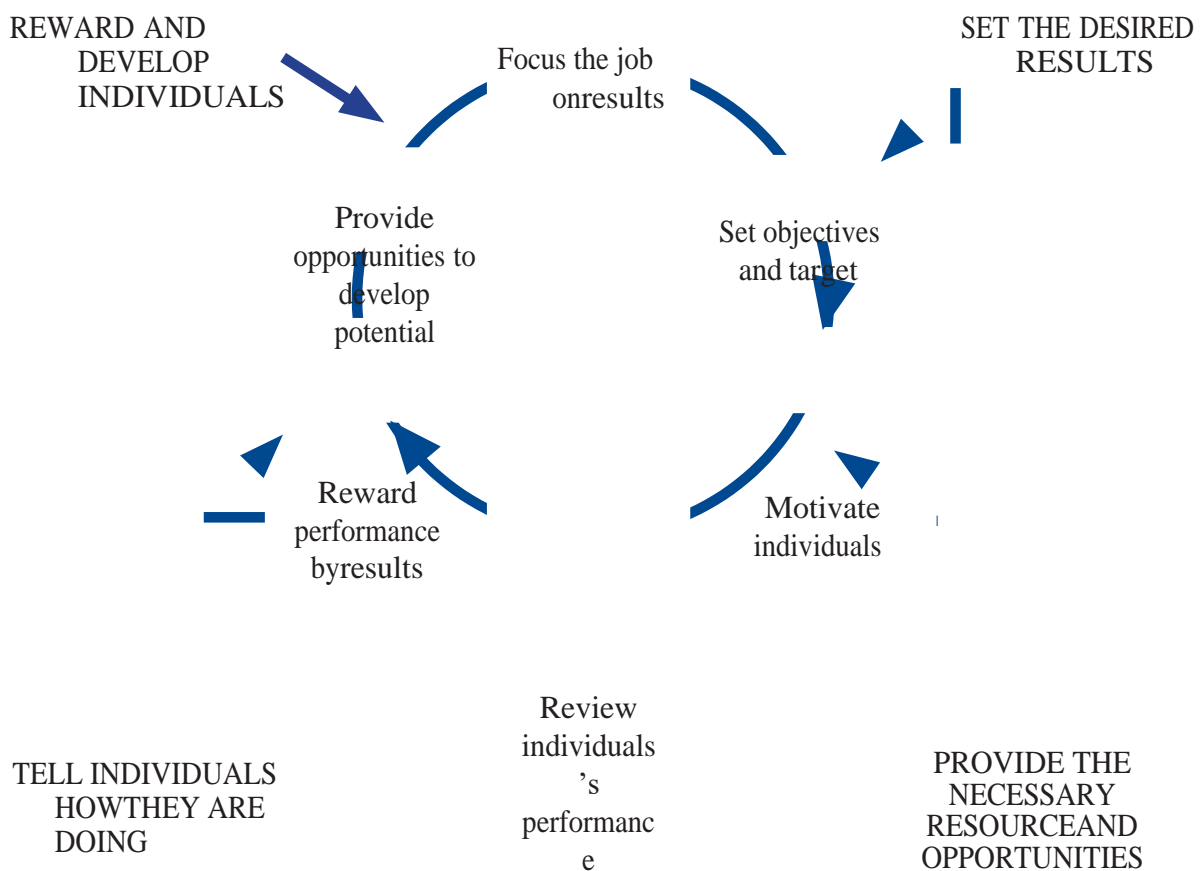 REWARD AND
DEVELOP
INDIVIDUALS
Focus the job
onresults
SET THE DESIRED
RESULTS
Provide
opportunities to
develop
potential
Set objectives
and target
Reward
performance
byresults
Motivate
individuals
Review
individuals
’s
performanc
e
TELL INDIVIDUALS
HOWTHEY ARE
DOING
PROVIDE THE
NECESSARY
RESOURCEAND
OPPORTUNITIES